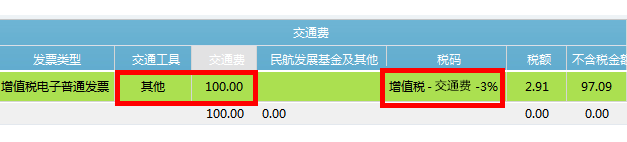 交通费
发票类型 交通工具 交通费 民航发展基金及其他 税码 税额 不含税金额
增值税电子普通发票 其他 100.00 增值税 - 交通费 -3% 2.91 97.09
100.00 0.00 0.00 0.00